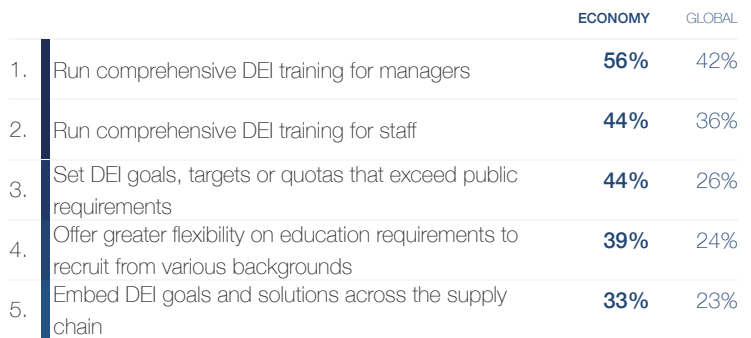 ECONOMY GLOBAL
1. Run comprehensive DEI training for managers 56% 42%
2. Run comprehensive DEI training for staff 44% 36%
3. Set DEI goals, targets or quotas that exceed public requirements 44% 26%
4. Offer greater flexibility on education requirements to recruit from various backgrounds 39% 24%
5. Embed DEI goals and solutions across the supply chain 33% 23%